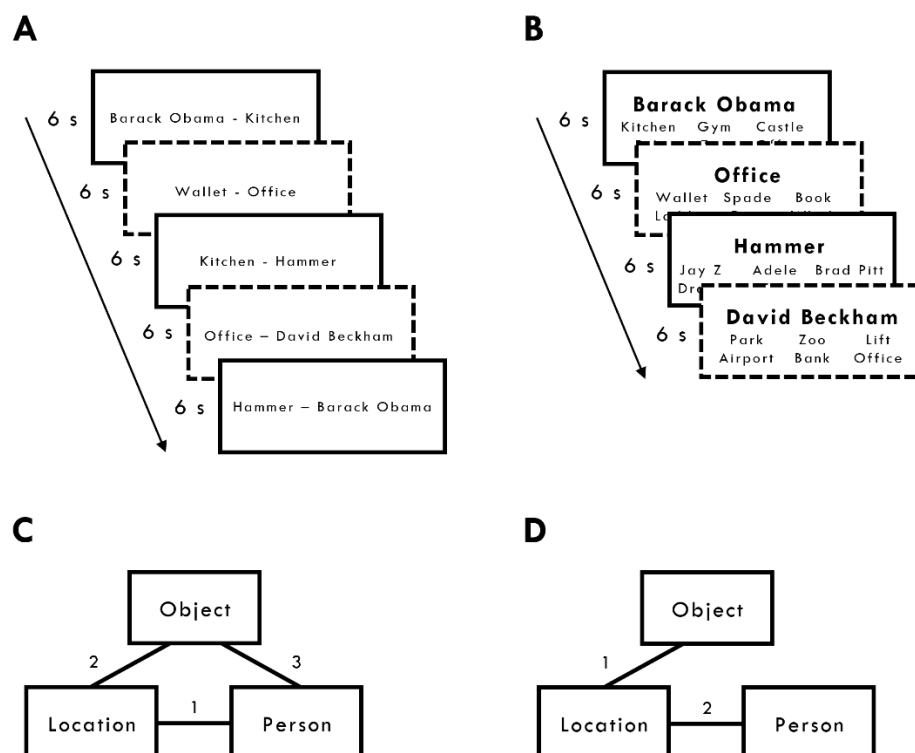 A
6 s
Barack Obama - Kitchen
6 s
Wallet - Office
6 s
Kitchen - Hammer
6 s
Office – David Beckham
6 s
Hammer – Barack Obama
B
6 s
Barack Obama
Kitchen Gym Castle
6 s
Office
Wallet Spade Book
6 s
Hammer
Jay Z Adele Brad Pitt
6 s
David Beckham
Park Zoo Lift
Airport Bank Office
C
Object
2 3
Location 1 Person
D
Object
1
Location 2 Person